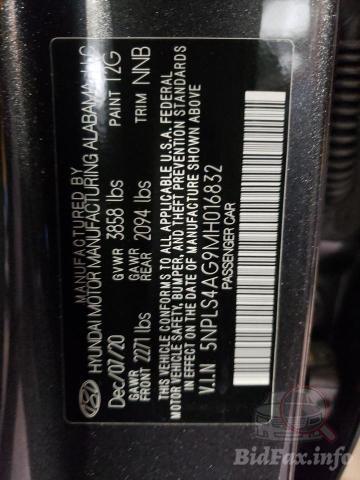 MANUFACTURED BY
HYUNDAI MOTOR MANUFACTURING ALABAMA, LLC
Dec/07/20 GVWR 3858 lbs PAINT T2G
GAWR FRONT 2271 lbs GAWR REAR 2094 lbs TRIM NNB
THIS VEHICLE CONFORMS TO ALL APPLICABLE U.S.A. FEDERAL
MOTOR VEHICLE SAFETY, BUMPER, AND THEFT PREVENTION STANDARDS
IN EFFECT ON THE DATE OF MANUFACTURE SHOWN ABOVE
V.I.N 5NPLS4AG9MH016832
PASSENGER CAR
BidFax.info